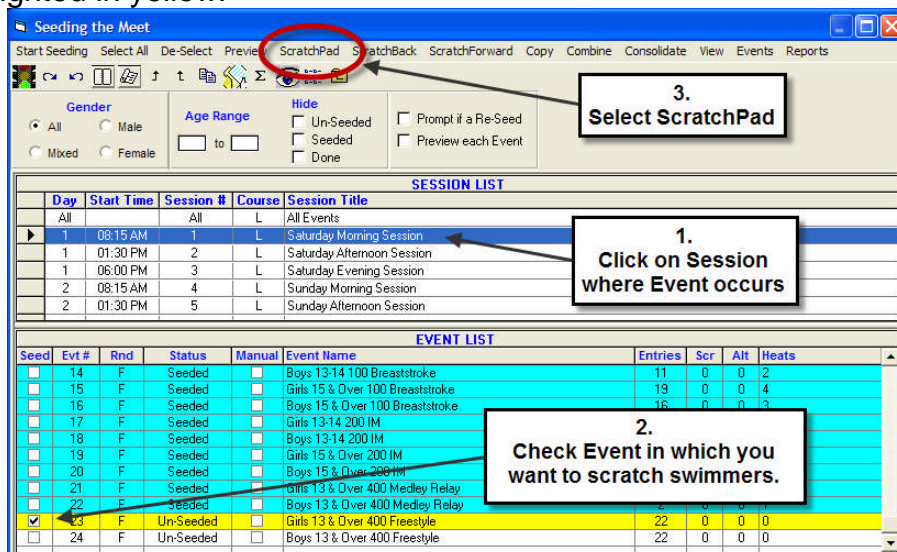 ghted in yellow.
Seeding the Meet
Start Seeding Select All De-Select Preview ScratchPad ScratchBack ScratchForward Copy Combine Consolidate View Events Reports
Gender
All Male
Mixed Female
Age Range
to
Hide
Un-Seeded
Seeded
Done
Prompt if a Re-Seed
Preview each Event
3.
Select ScratchPad
SESSION LIST
Day Start Time Session # Course Session Title
All All L All Events
1 08:15 AM 1 L Saturday Morning Session
1 01:30 PM 2 L Saturday Afternoon Session
1 06:00 PM 3 L Saturday Evening Session
2 08:15 AM 4 L Sunday Morning Session
2 01:30 PM 5 L Sunday Afternoon Session
1.
Click on Session
where Event occurs
EVENT LIST
Seed Evt # Rnd Status Manual Event Name Entries Scr Alt Heats
14 F Seeded Boys 13-14 100 Breaststroke 11 0 0 2
15 F Seeded Girls 15 & Over 100 Breaststroke 19 0 0 4
16 F Seeded Boys 15 & Over 100 Breaststroke 16 0 0 3
17 F Seeded Girls 13-14 200 IM
18 F Seeded Boys 13-14 200 IM
19 F Seeded Girls 15 & Over 200 IM
20 F Seeded Boys 15 & Over 200 IM
21 F Seeded Girls 13 & Over 400 Medley Relay
22 F Seeded Boys 13 & Over 400 Medley Relay
23 F Un-Seeded Girls 13 & Over 400 Freestyle 22 0 0 0
24 F Un-Seeded Boys 13 & Over 400 Freestyle 22 0 0 0
2.
Check Event in which you
want to scratch swimmers.